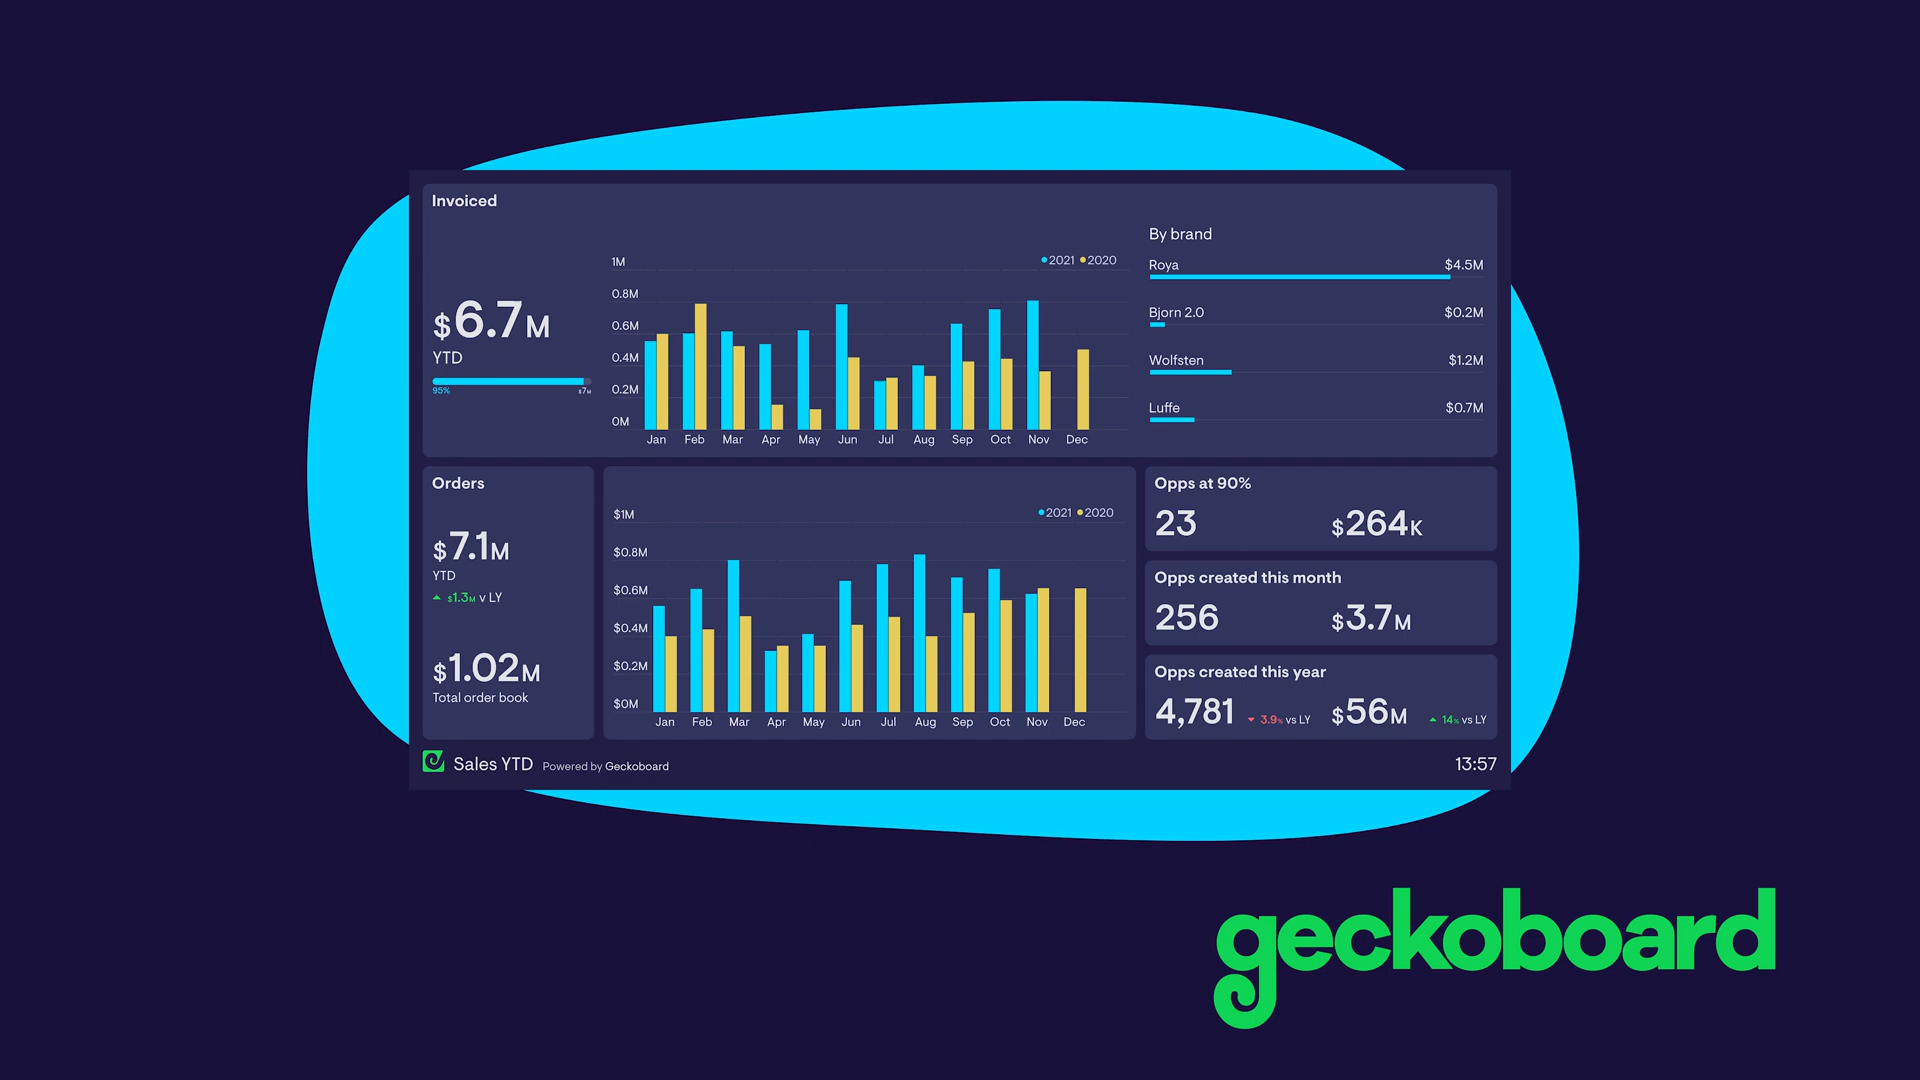 Invoiced
$6.7M
YTD
95% $7M
1M
0.8M
0.6M
0.4M
0.2M
0M
2021 2020
Jan Feb Mar Apr May Jun Jul Aug Sep Oct Nov Dec
By brand
Roya $4.5M
Bjorn 2.0 $0.2M
Wolfsten $1.2M
Luffe $0.7M
Orders
$7.1M
YTD
$1.3M v LY
$1.02M
Total order book
$1M
$0.8M
$0.6M
$0.4M
$0.2M
$0M
2021 2020
Jan Feb Mar Apr May Jun Jul Aug Sep Oct Nov Dec
Opps at 90%
23 $264K
Opps created this month
256 $3.7M
Opps created this year
4,781 3.9% vs LY $56M 14% vs LY
Sales YTD Powered by Geckoboard
13:57
geckoboard